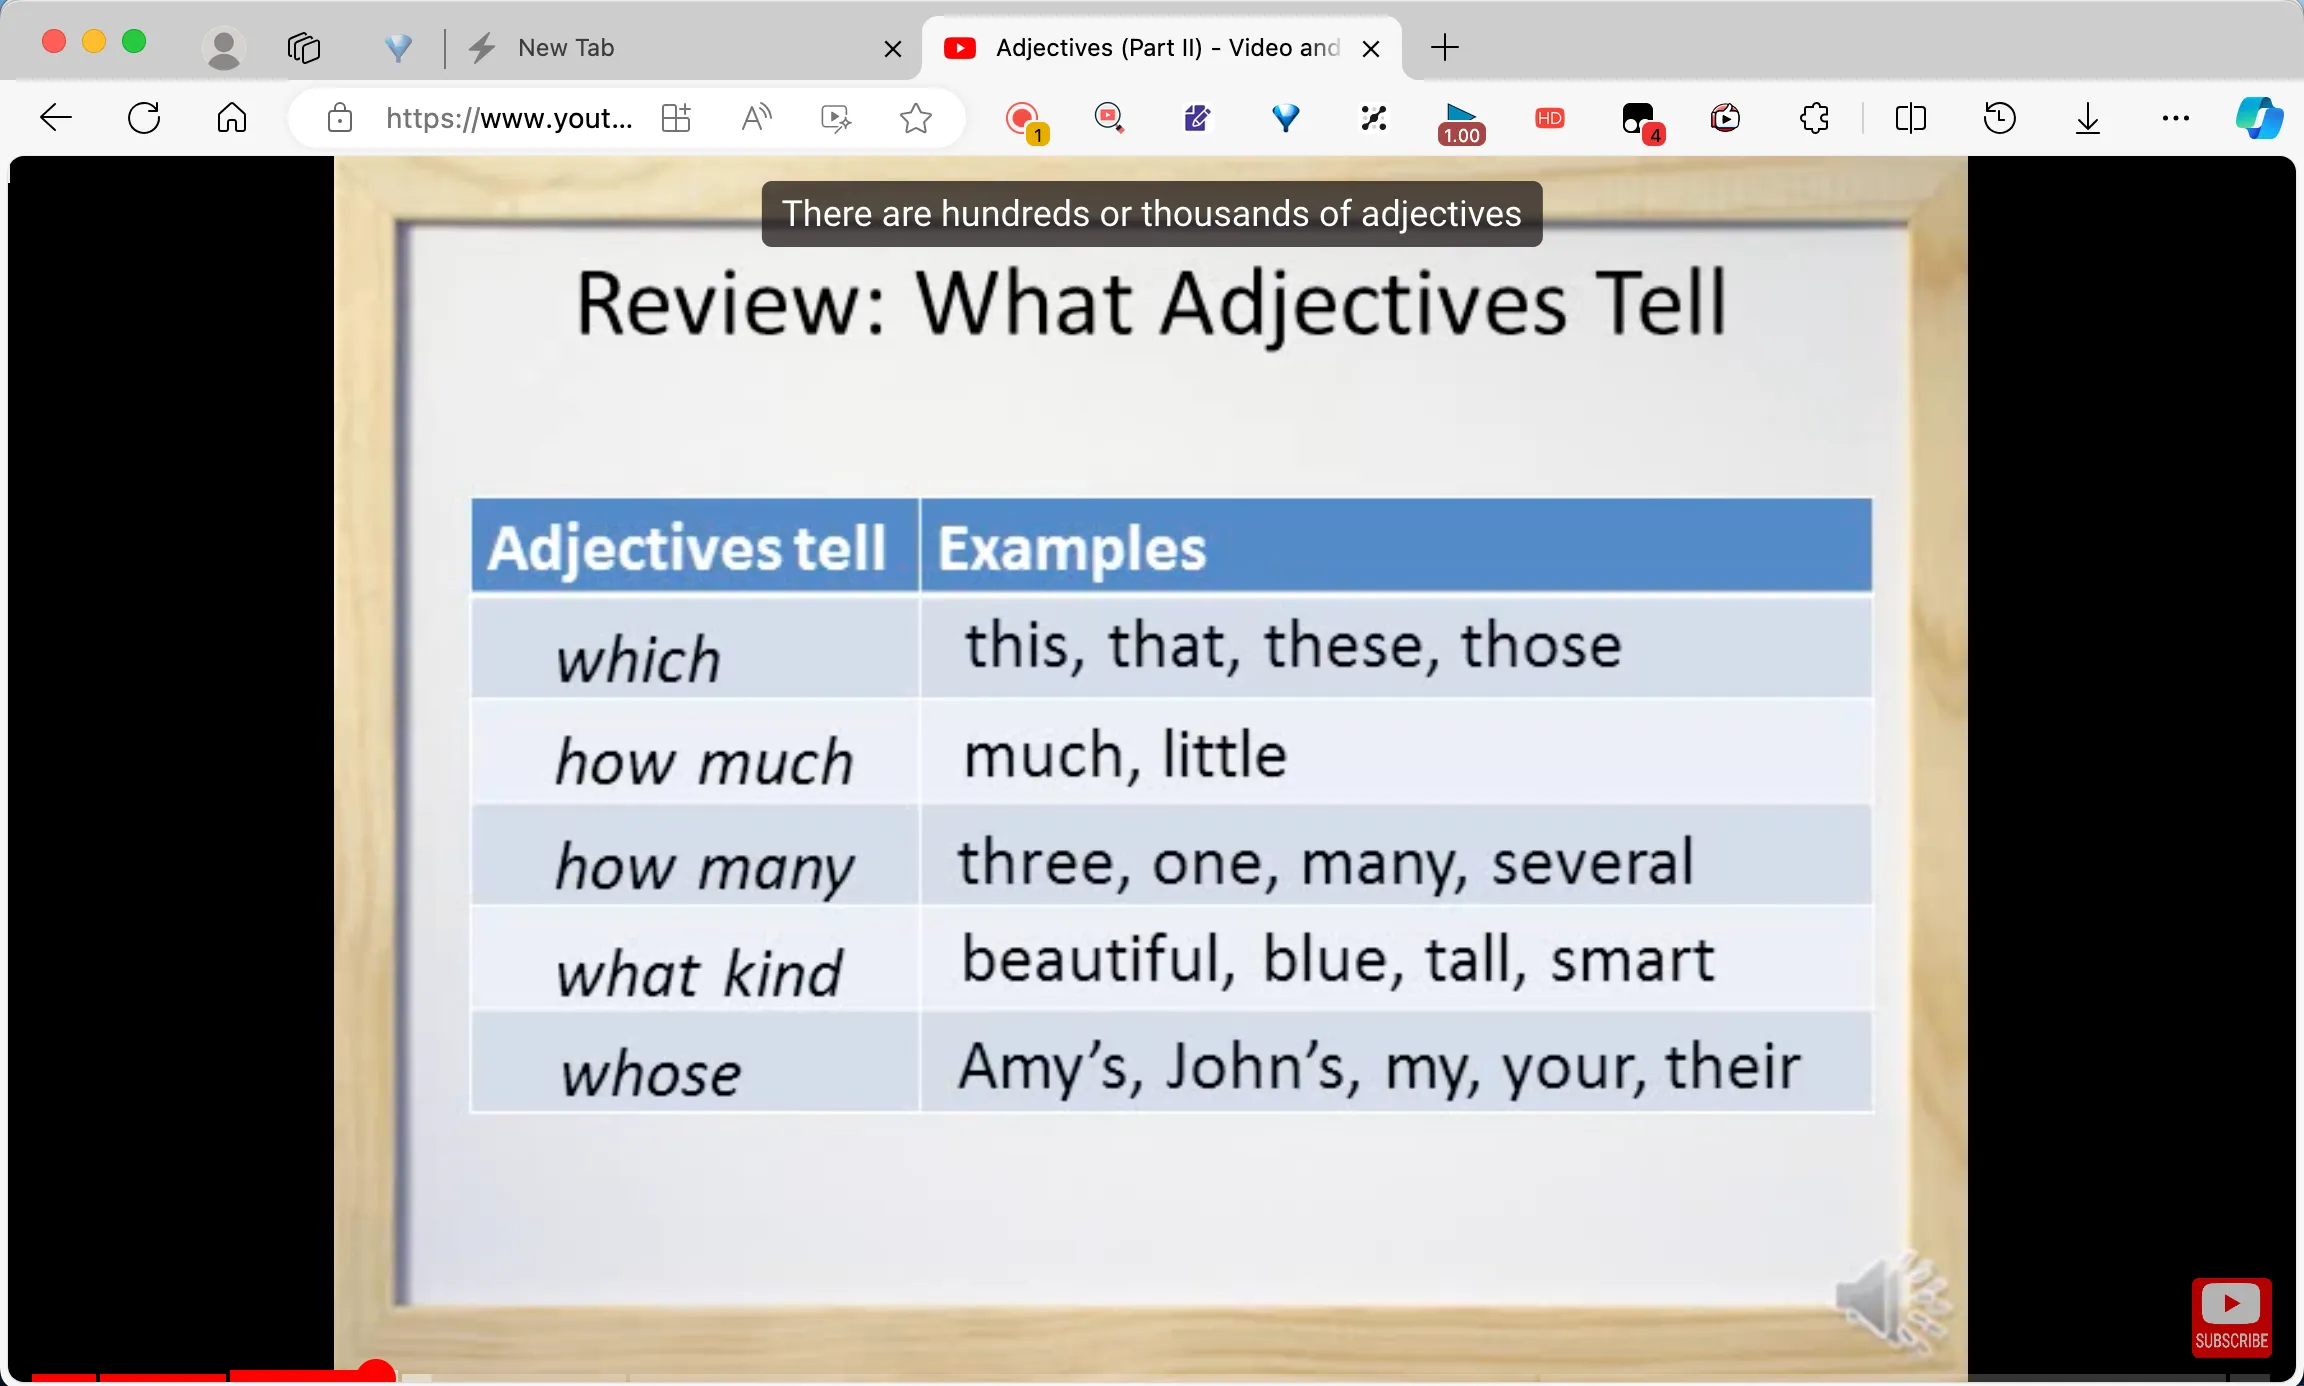 New Tab
Adjectives (Part II) - Video and
https://www.yout...
1
1.00
HD
4
There are hundreds or thousands of adjectives
Review: What Adjectives Tell
Adjectives tell Examples
which this, that, these, those
how much much, little
how many three, one, many, several
what kind beautiful, blue, tall, smart
whose Amy’s, John’s, my, your, their
SUBSCRIBE